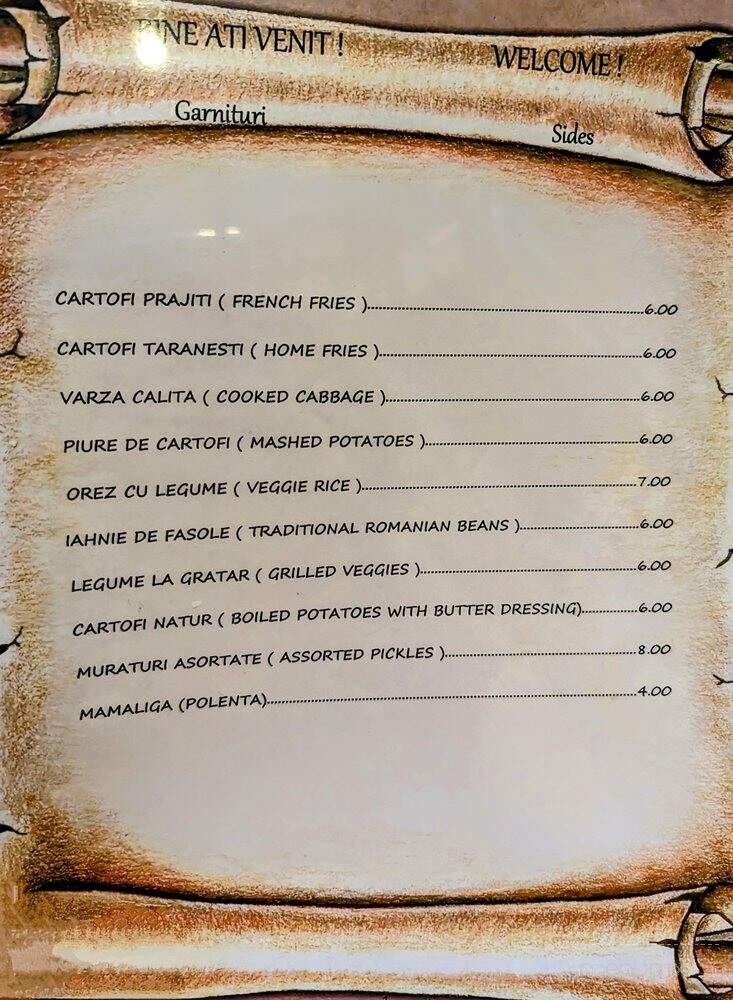 BINE ATI VENIT ! WELCOME !
Garnituri Sides
CARTOFI PRAJITI ( FRENCH FRIES )..........6.00
CARTOFI TARANESTI ( HOME FRIES )..........6.00
VARZA CALITA ( COOKED CABBAGE )..........6.00
PIURE DE CARTOFI ( MASHED POTATOES )..........6.00
OREZ CU LEGUME ( VEGGIE RICE )..........7.00
IAHNIE DE FASOLE ( TRADITIONAL ROMANIAN BEANS )..........6.00
LEGUME LA GRATAR ( GRILLED VEGGIES )..........6.00
CARTOFI NATUR ( BOILED POTATOES WITH BUTTER DRESSING)..........6.00
MURATURI ASORTATE ( ASSORTED PICKLES )..........8.00
MAMALIGA (POLENTA)..........4.00